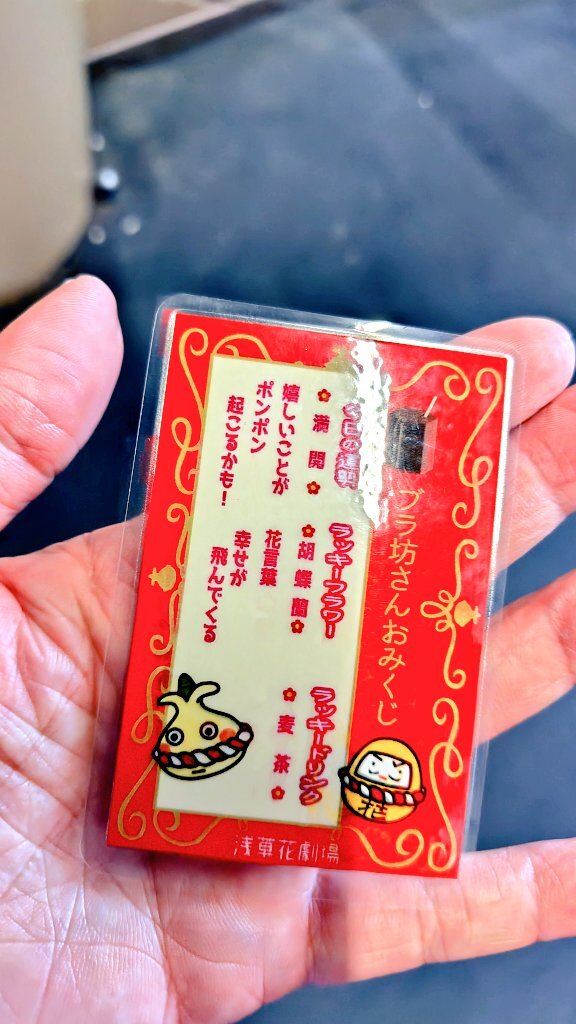 ブラ坊さんおみくじ
今日の運勢
満開
嬉しいことが
ポンポン
起こるかも!
ラッキーフラワー
胡蝶蘭
花言葉
幸せが
飛んでくる
ラッキードリンク
麦茶
花
浅草花劇場